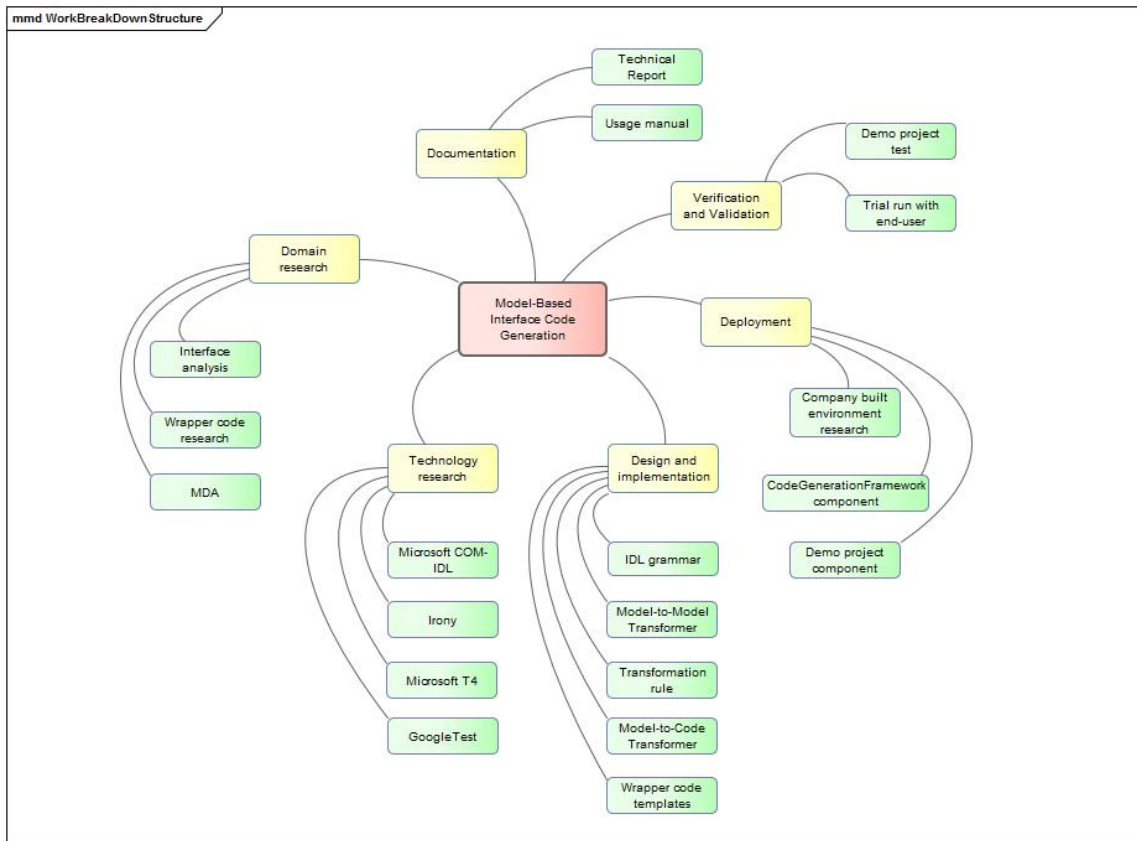 mmd WorkBreakDownStructure
Technical
Report
Usage manual
Documentation
Demo project
test
Verification
and Validation
Trial run with
end-user
Domain
research
Model-Based
Interface Code
Generation
Deployment
Interface
analysis
Wrapper code
research
MDA
Company built
environment
research
CodeGenerationFramework
component
Demo project
component
Technology
research
Microsoft COM-
IDL
Irony
Microsoft T4
GoogleTest
Design and
implementation
IDL grammar
Model-to-Model
Transformer
Transformation
rule
Model-to-Code
Transformer
Wrapper code
templates